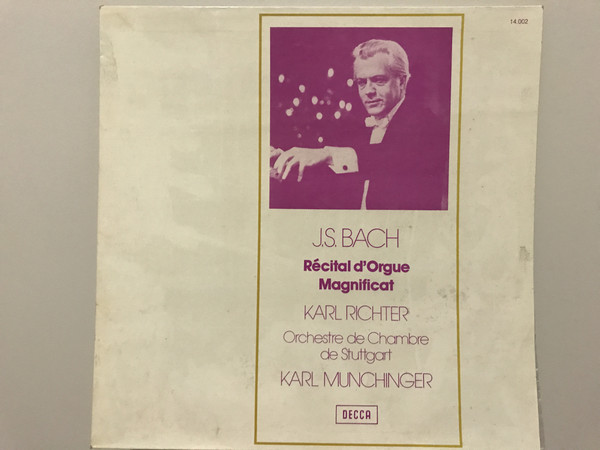 14.002
J.S. BACH
Récital d'Orgue
Magnificat
KARL RICHTER
Orchestre de Chambre
de Stuttgart
KARL MUNCHINGER
DECCA